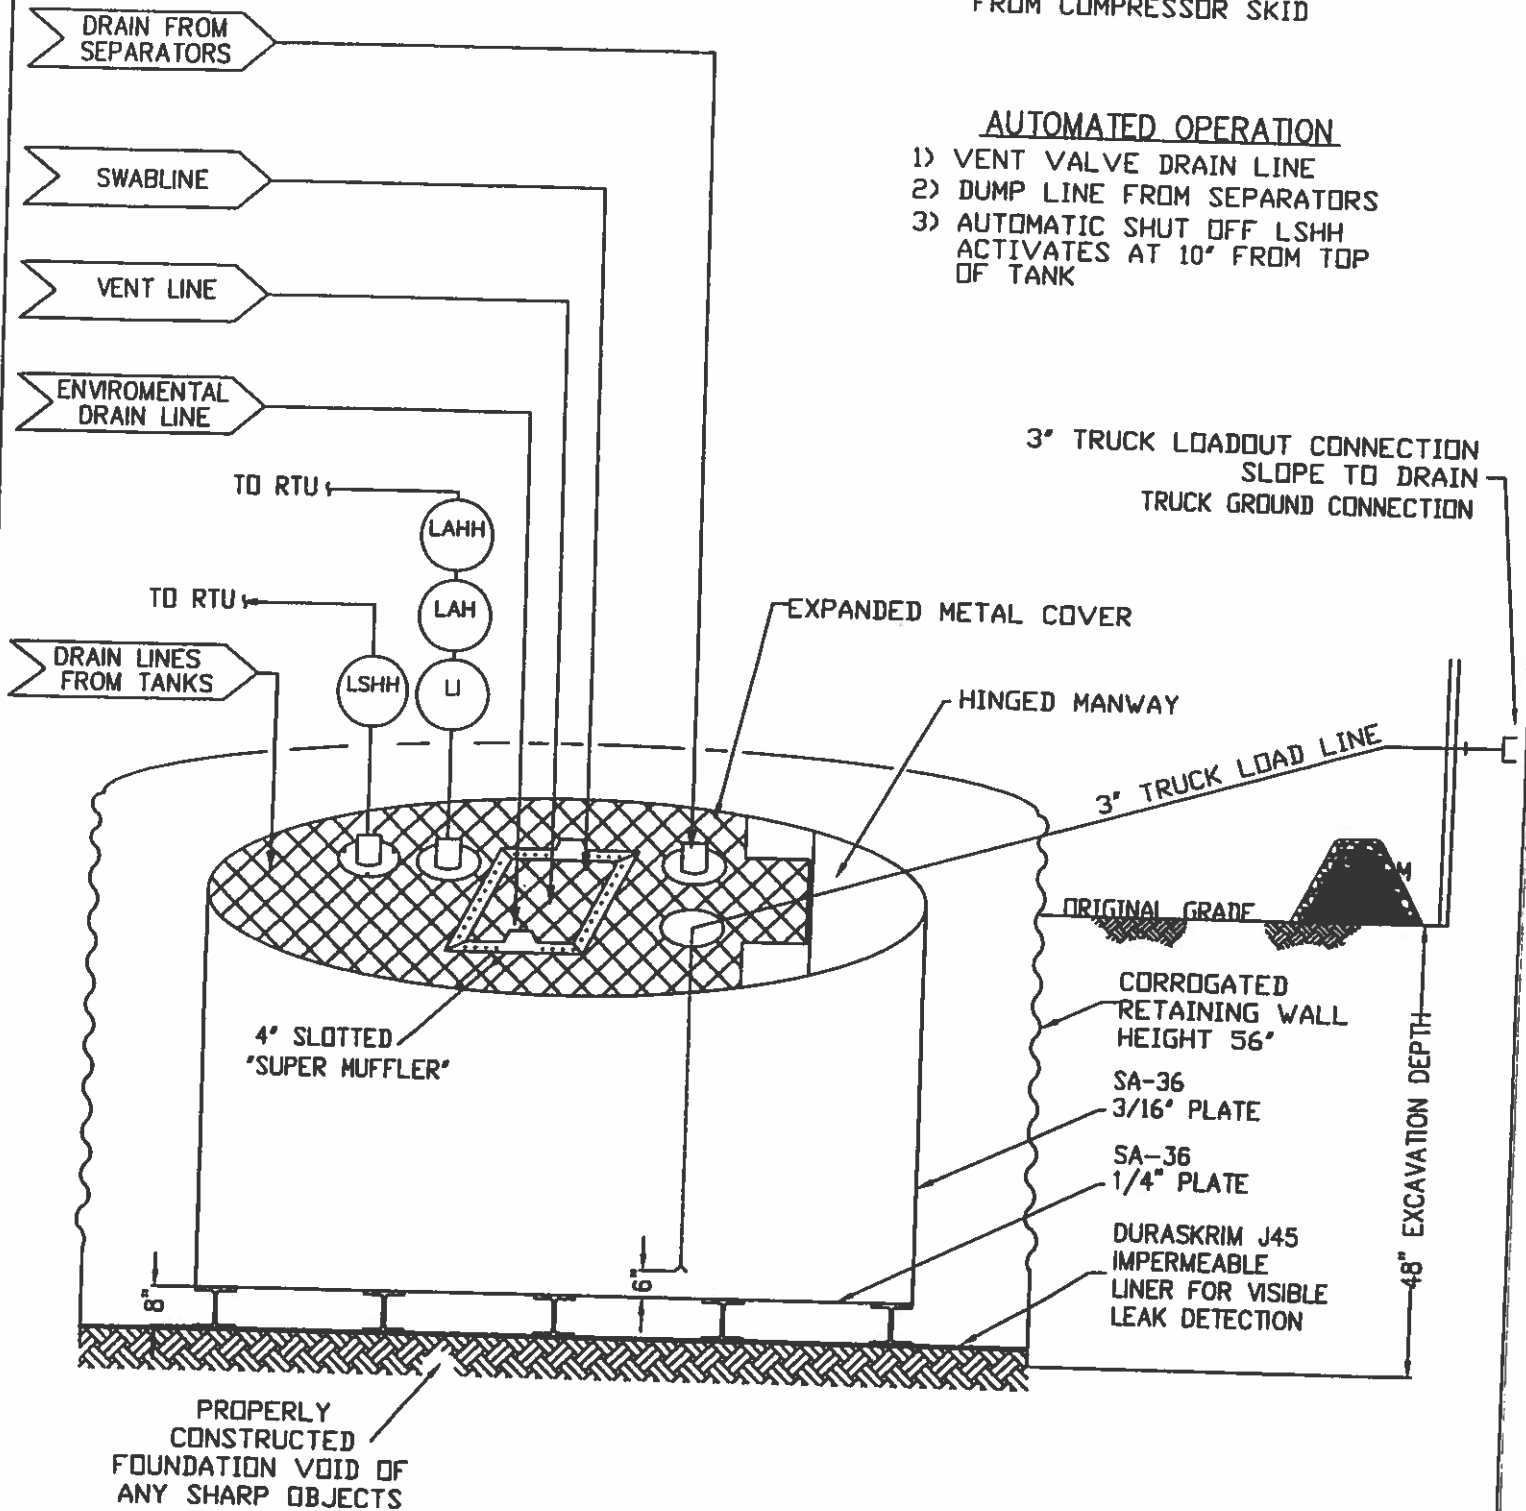 FROM COMPRESSOR SKID
DRAIN FROM
SEPARATORS
AUTOMATED OPERATION
1) VENT VALVE DRAIN LINE
2) DUMP LINE FROM SEPARATORS
3) AUTOMATIC SHUT OFF LSHH
ACTIVATES AT 10" FROM TOP
OF TANK
SWABLINE
VENT LINE
ENVIROMENTAL
DRAIN LINE
3" TRUCK LOADOUT CONNECTION
SLOPE TO DRAIN
TRUCK GROUND CONNECTION
TO RTU
LAHH
TO RTU
LAH
EXPANDED METAL COVER
DRAIN LINES
FROM TANKS
LSHH
LI
HINGED MANWAY
3" TRUCK LOAD LINE
M
ORIGINAL GRADE
4" SLOTTED
"SUPER MUFFLER"
CORROGATED
RETAINING WALL
HEIGHT 56"
SA-36
3/16" PLATE
SA-36
1/4" PLATE
48" EXCAVATION DEPTH
DURASKRIM J45
IMPERMEABLE
LINER FOR VISIBLE
LEAK DETECTION
8"
6"
PROPERLY
CONSTRUCTED
FOUNDATION VOID OF
ANY SHARP OBJECTS